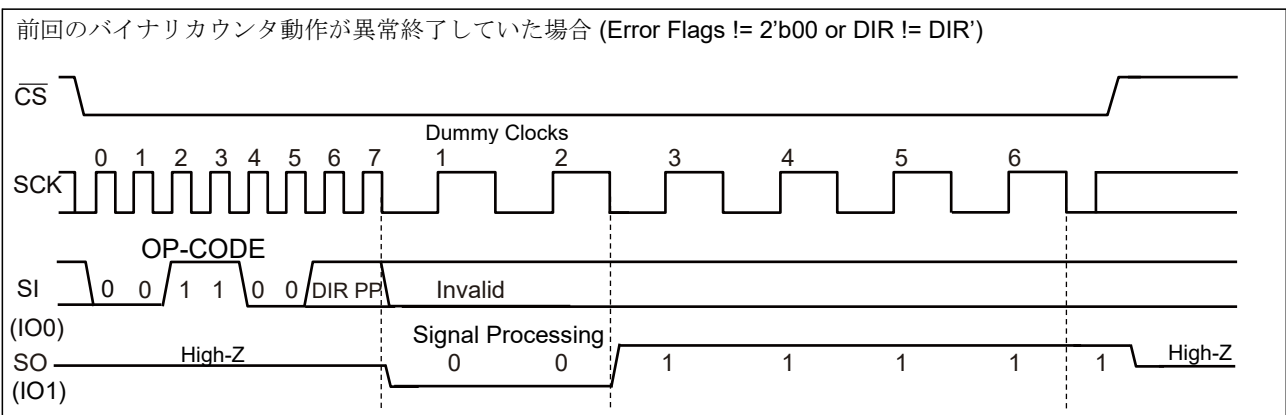 前回のバイナリカウンタ動作が異常終了していた場合 (Error Flags != 2'b00 or DIR != DIR')
CS
Dummy Clocks
0 1 2 3 4 5 6 7 1 2 3 4 5 6
SCK
OP-CODE
SI 0 0 1 1 0 0 DIR PP Invalid
(IO0)
Signal Processing
SO High-Z 0 0 1 1 1 1 1 High-Z
(IO1)